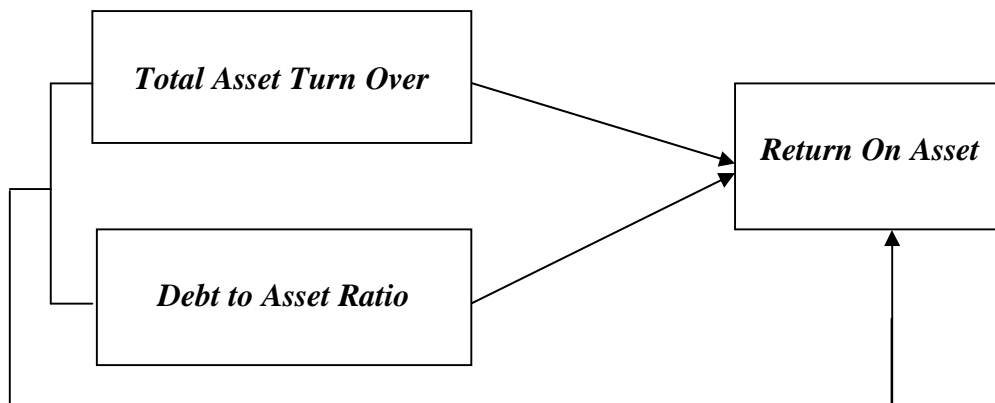 Total Asset Turn Over
Return On Asset
Debt to Asset Ratio